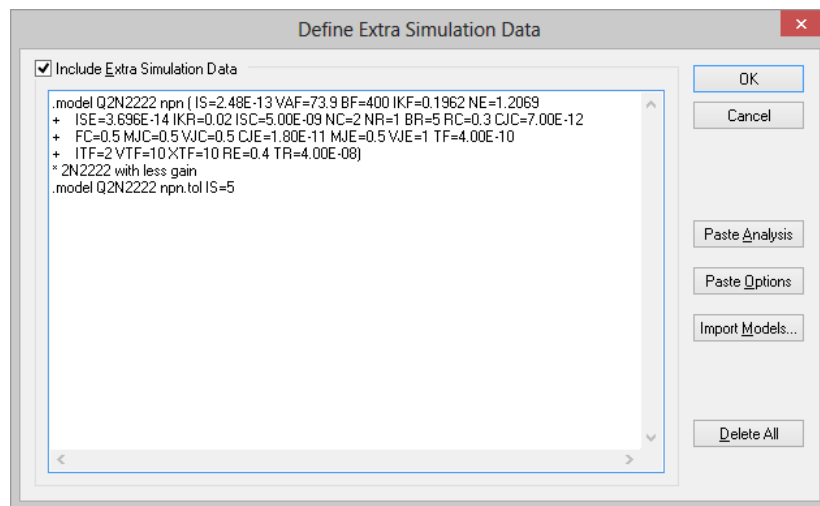 Define Extra Simulation Data
Include Extra Simulation Data
.model Q2N2222 npn ( IS=2.48E-13 VAF=73.9 BF=400 IKF=0.1962 NE=1.2069
+ ISE=3.696E-14 IKR=0.02 ISC=5.00E-09 NC=2 NR=1 BR=5 RC=0.3 CJC=7.00E-12
+ FC=0.5 MJC=0.5 VJC=0.5 CJE=1.80E-11 MJE=0.5 VJE=1 TF=4.00E-10
+ ITF=2 VTF=10 XTF=10 RE=0.4 TR=4.00E-08)
* 2N2222 with less gain
.model Q2N2222 npn.tol IS=5
OK
Cancel
Paste Analysis
Paste Options
Import Models...
Delete All